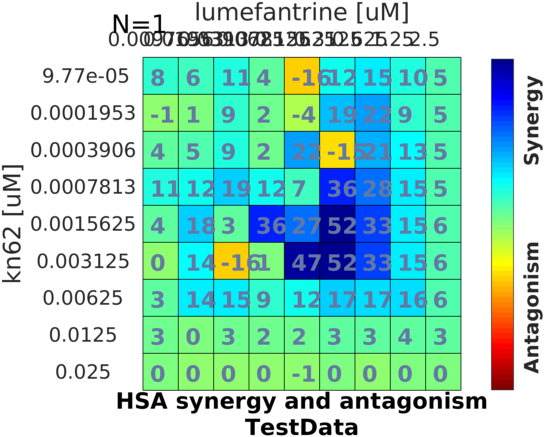 lumefantrine [uM]
N=1
2.5
9.77e-05 8 6 11 4 -16 12 15 10 5
0.0001953 -1 1 9 2 -4 19 22 9 5
0.0003906 4 5 9 2 22 -15 21 13 5
0.0007813 11 12 19 12 7 36 28 15 5
0.0015625 4 18 3 36 27 52 33 15 6
0.003125 0 14 -16 1 47 52 33 15 6
0.00625 3 14 15 9 12 17 17 16 6
0.0125 3 0 3 2 2 3 3 4 3
0.025 0 0 0 0 -1 0 0 0 0
kn62 [uM]
Synergy
Antagonism
HSA synergy and antagonism
TestData